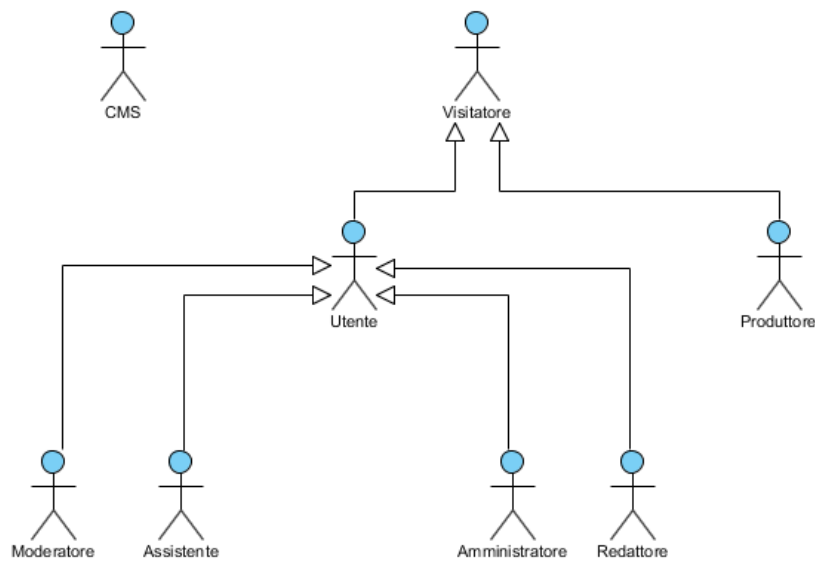 CMS
Visitatore
Utente
Produttore
Moderatore
Assistente
Amministratore
Redattore